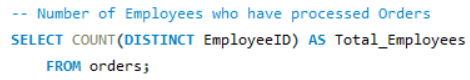 -- Number of Employees who have processed Orders
SELECT COUNT(DISTINCT EmployeeID) AS Total_Employees
FROM orders;